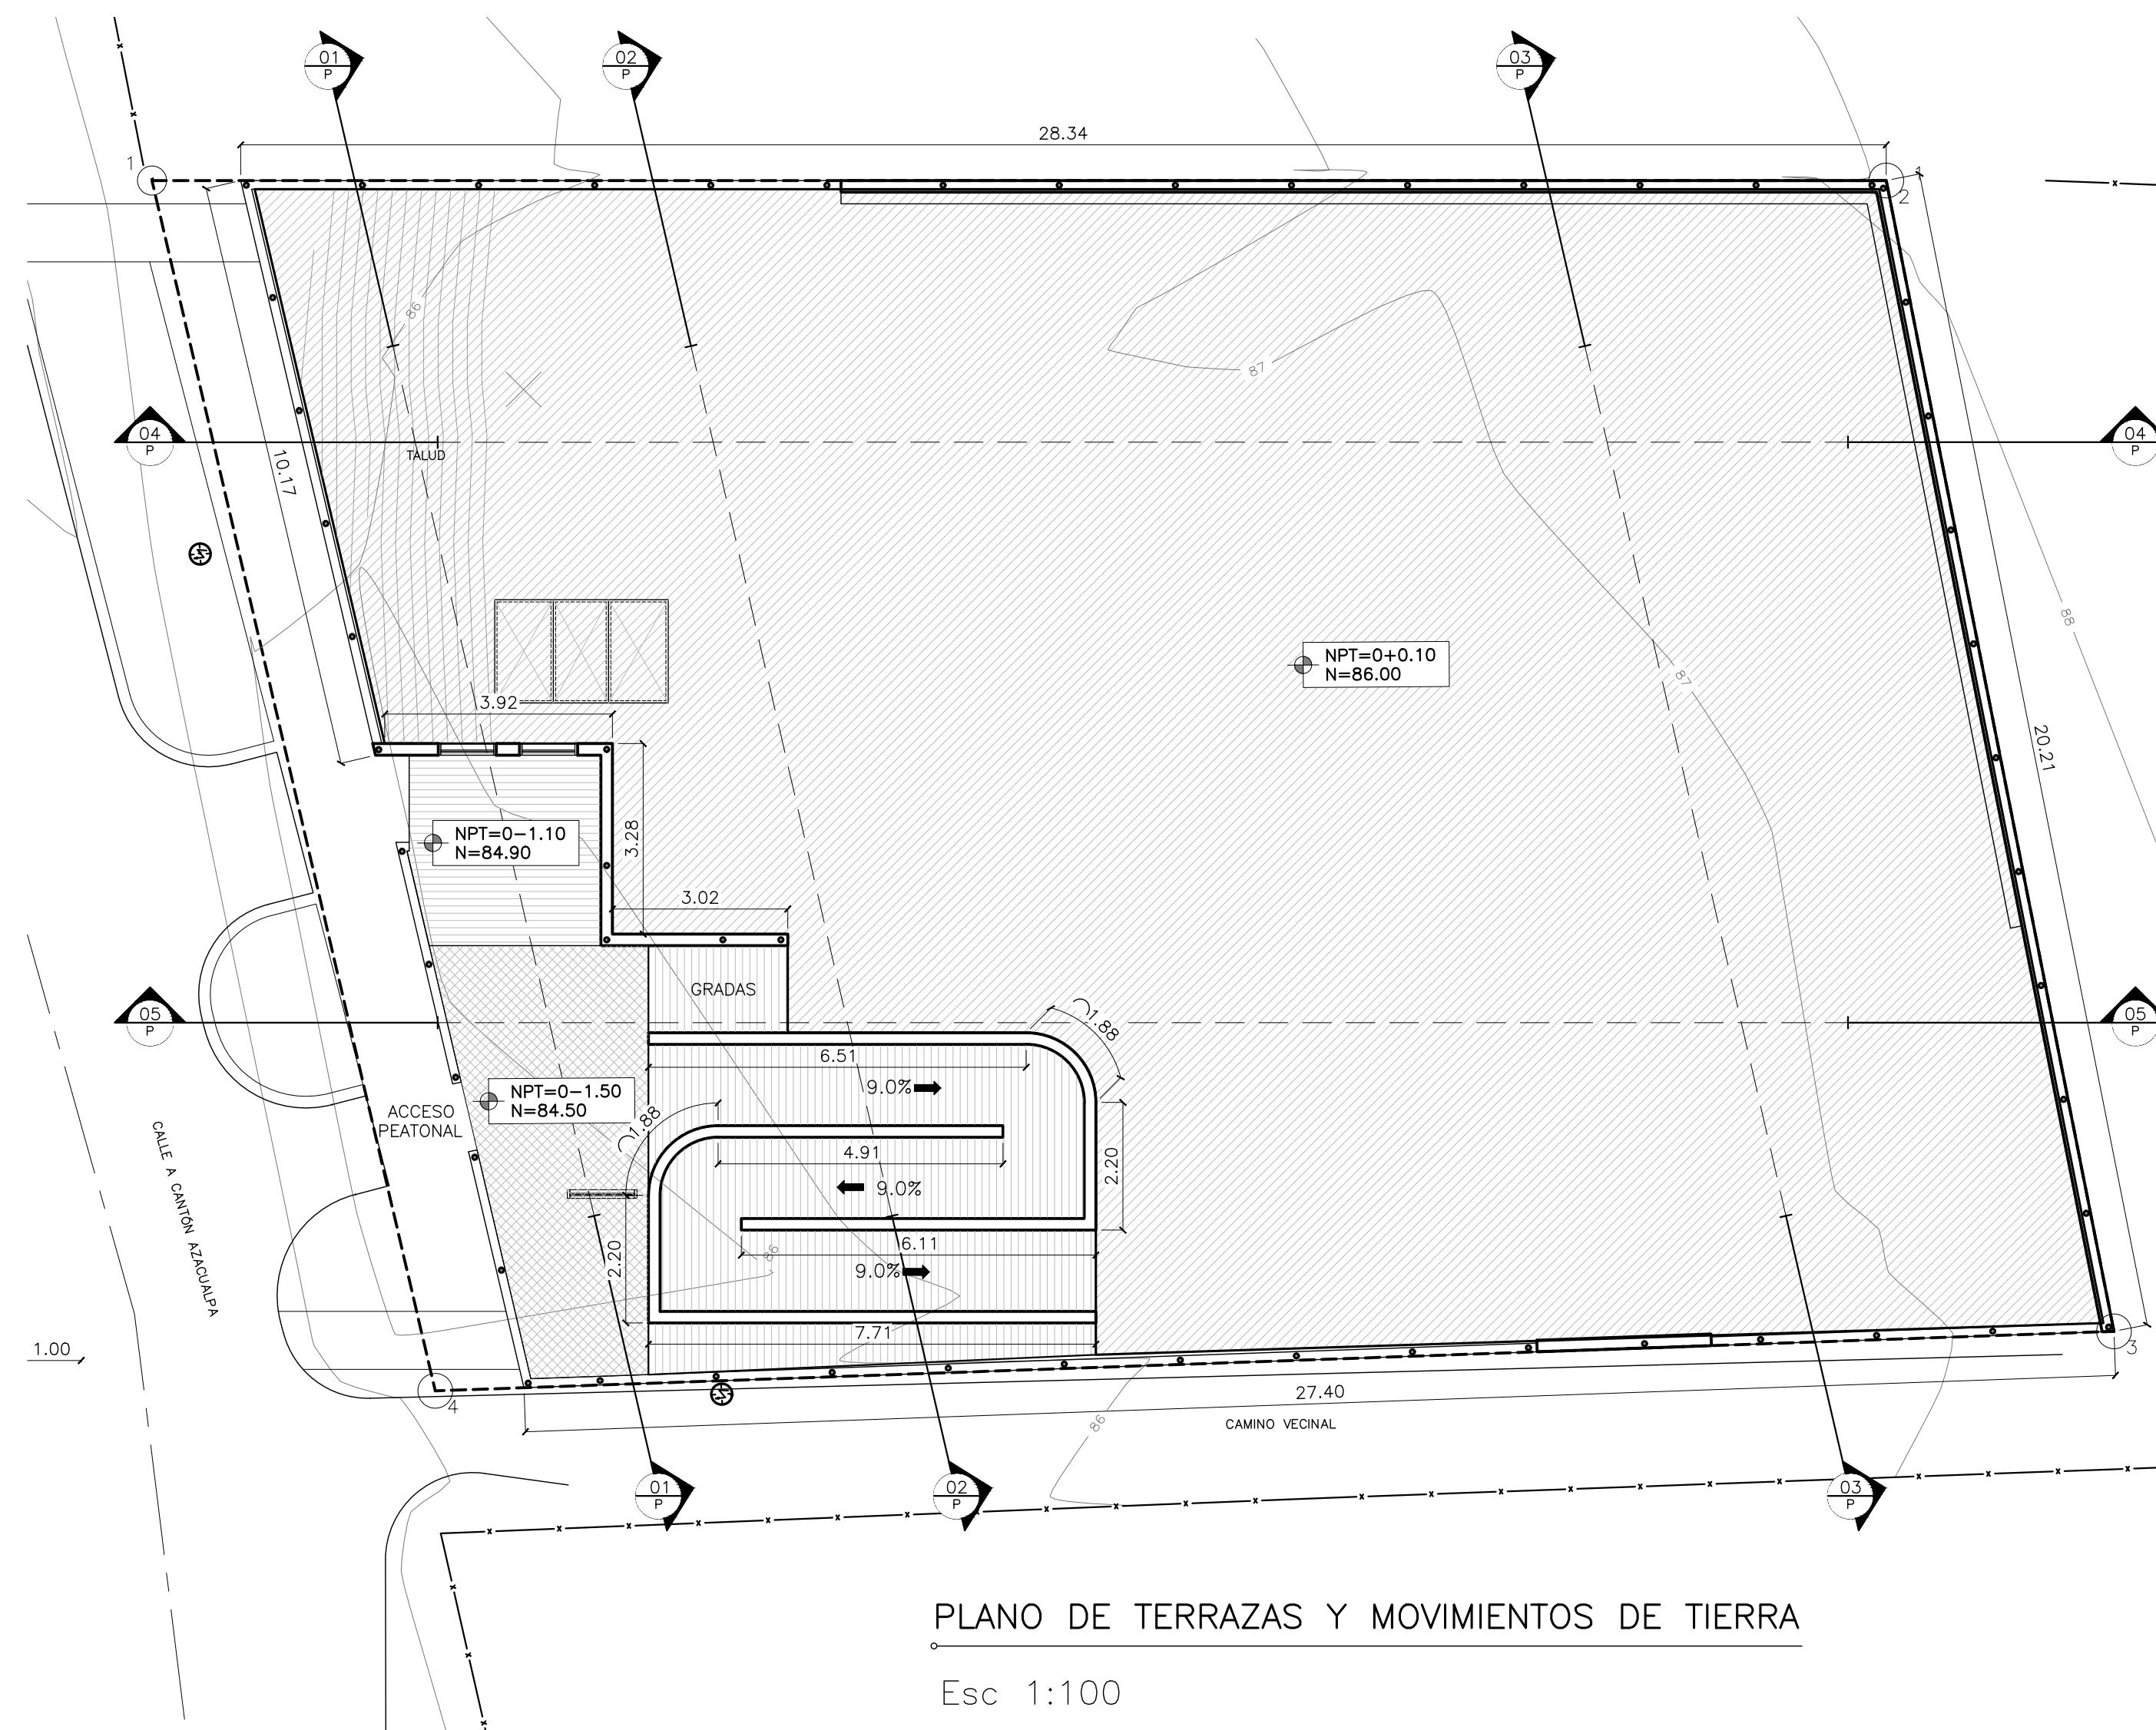 01
P
02
P
03
P
28.34
1
2
86
87
04
P
TALUD
04
P
10.17
88
NPT=0+0.10
N=86.00
87
3.92
20.21
NPT=0-1.10
N=84.90
3.28
3.02
GRADAS
05
P
05
P
1.88
6.51
9.0%
NPT=0-1.50
N=84.50
ACCESO
PEATONAL
1.88
4.91
2.20
9.0%
CALLE A CANTÓN AZACUALPA
2.20
6.11
86
9.0%
7.71
1.00
3
4
27.40
86
CAMINO VECINAL
01
P
02
P
03
P
PLANO DE TERRAZAS Y MOVIMIENTOS DE TIERRA
Esc 1:100